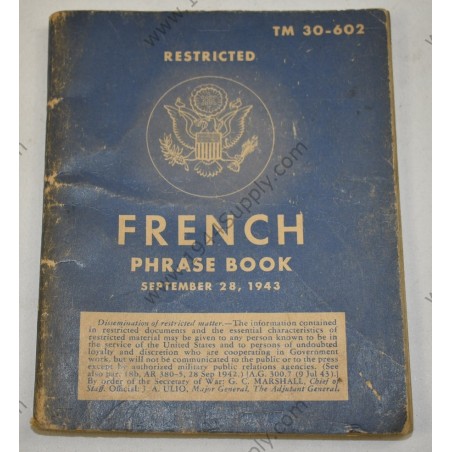 TM 30-602
RESTRICTED
FRENCH
PHRASE BOOK
SEPTEMBER 28, 1943
Dissemination of restricted matter.—The information contained
in restricted documents and the essential characteristics of
restricted material may be given to any person known to be in
the service of the United States and to persons of undoubted
loyalty and discretion who are cooperating in Government
work, but will not be communicated to the public or to the press
except by authorized military public relations agencies. (See
also par. 18b, AR 380-5, 28 Sep 1942.) [A.G. 300.7 (9 Jul 43).]
By order of the Secretary of War: G. C. MARSHALL, Chief of
Staff. Official: J. A. ULIO, Major General, The Adjutant General.
www.1944supply.com